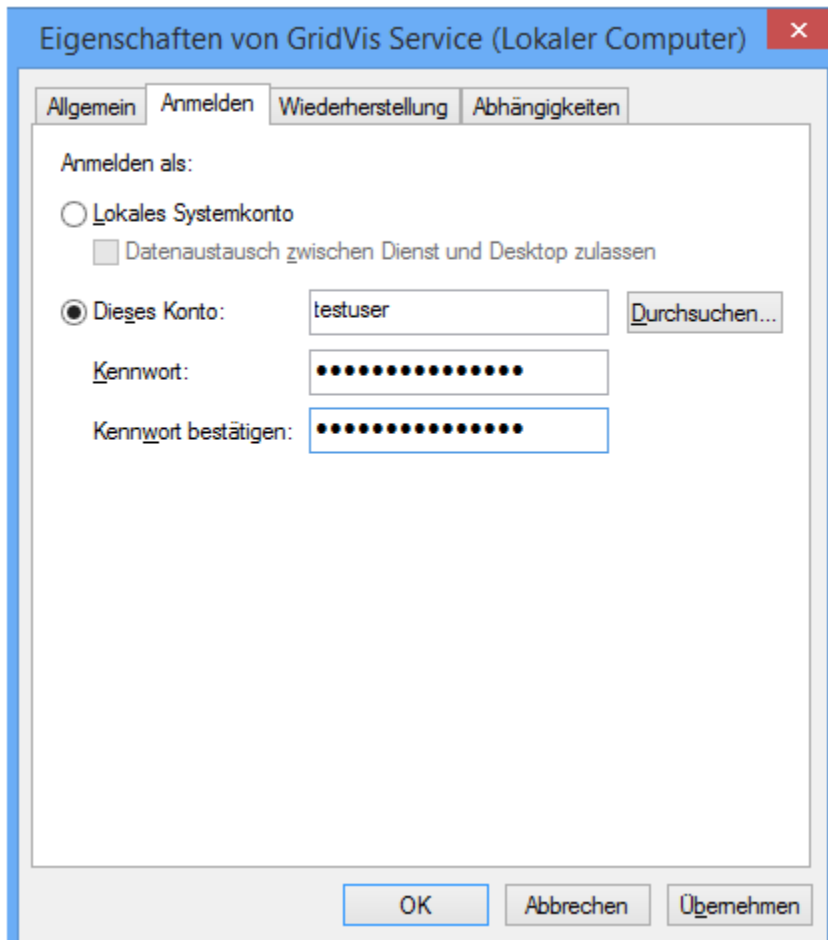 Eigenschaften von GridVis Service (Lokaler Computer)
Allgemein Anmelden Wiederherstellung Abhängigkeiten
Anmelden als:
Lokales Systemkonto
Datenaustausch zwischen Dienst und Desktop zulassen
Dieses Konto: testuser Durchsuchen...
Kennwort: •••••••••••••••
Kennwort bestätigen: •••••••••••••••
OK Abbrechen Übernehmen